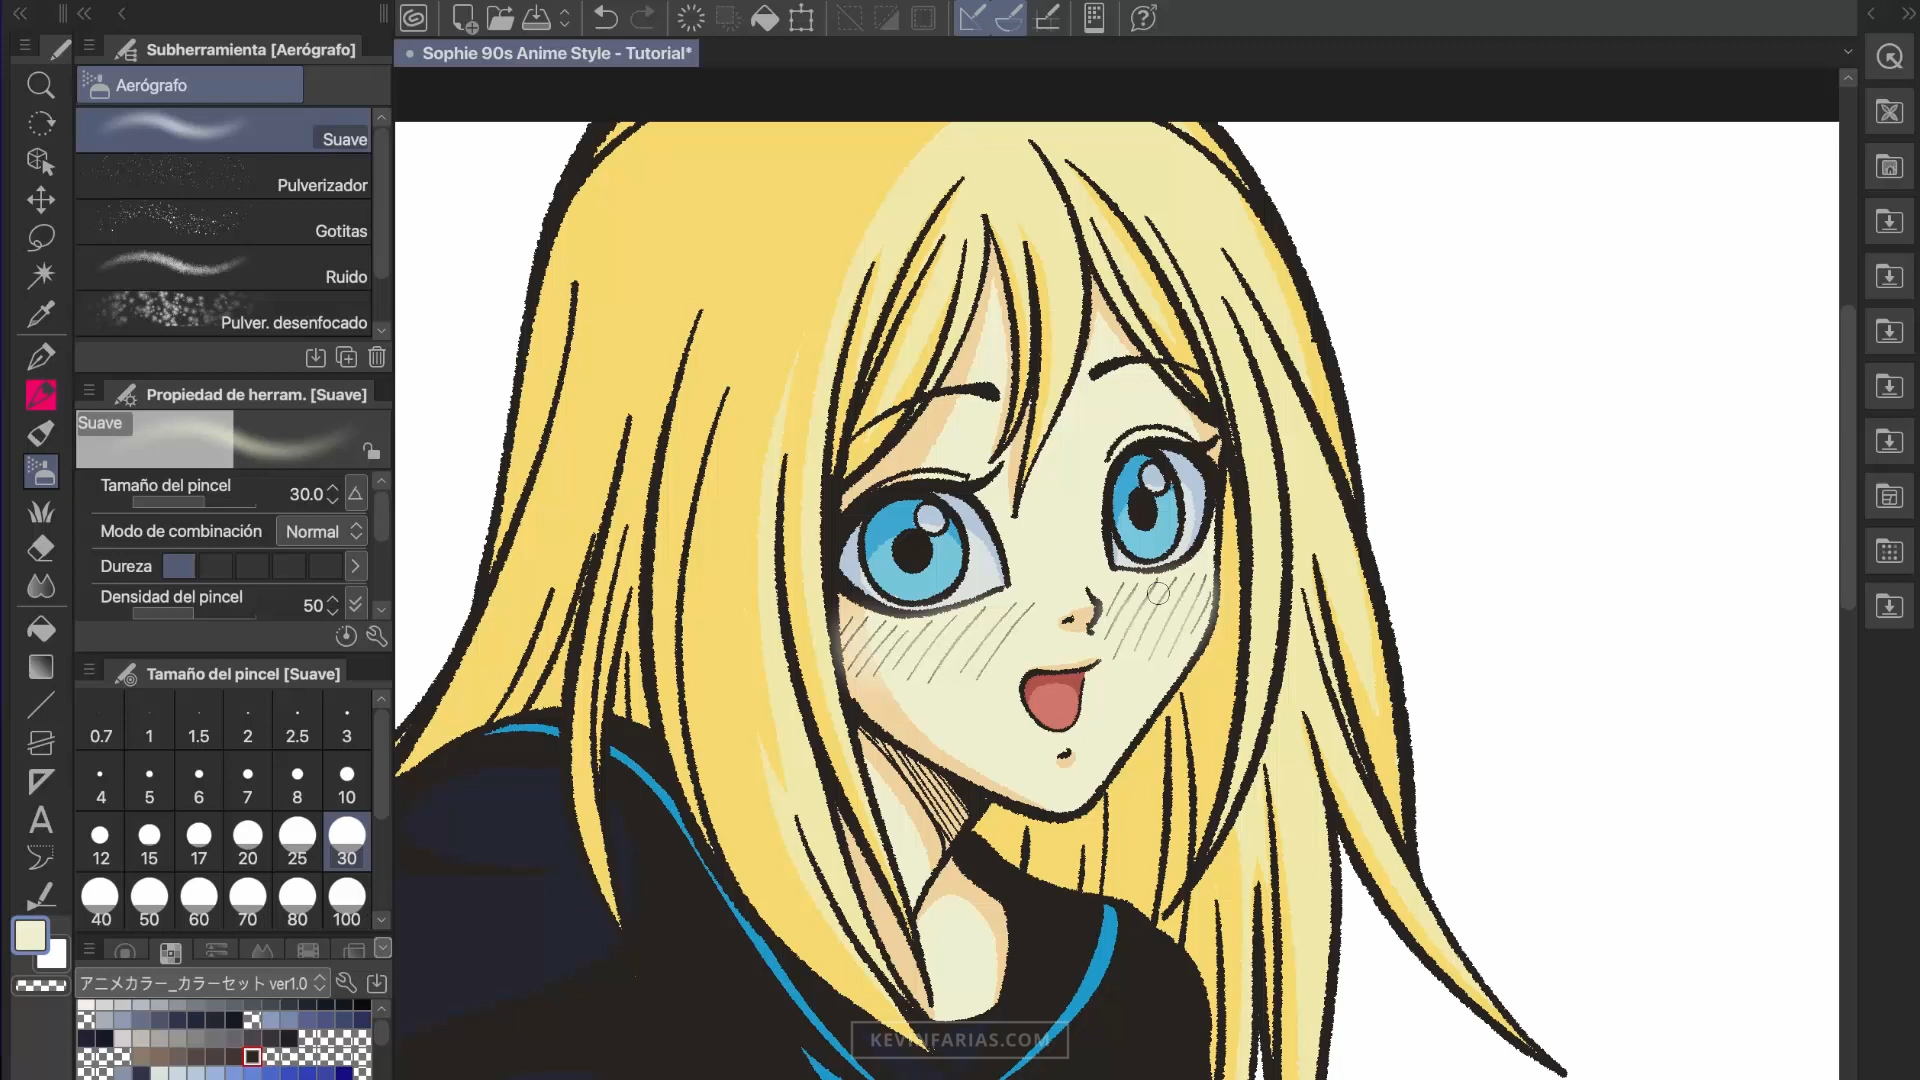 Subherramienta [Aerógrafo]
Sophie 90s Anime Style - Tutorial*
Aerógrafo
Suave
Pulverizador
Gotitas
Ruido
Pulver. desenfocado
Propiedad de herram. [Suave]
Suave
Tamaño del pincel 30.0
Modo de combinación Normal
Dureza
Densidad del pincel 50
Tamaño del pincel [Suave]
0.7 1 1.5 2 2.5 3
4 5 6 7 8 10
12 15 17 20 25 30
40 50 60 70 80 100
アニメカラー_カラーセット ver1.0
KEVINFARIAS.COM